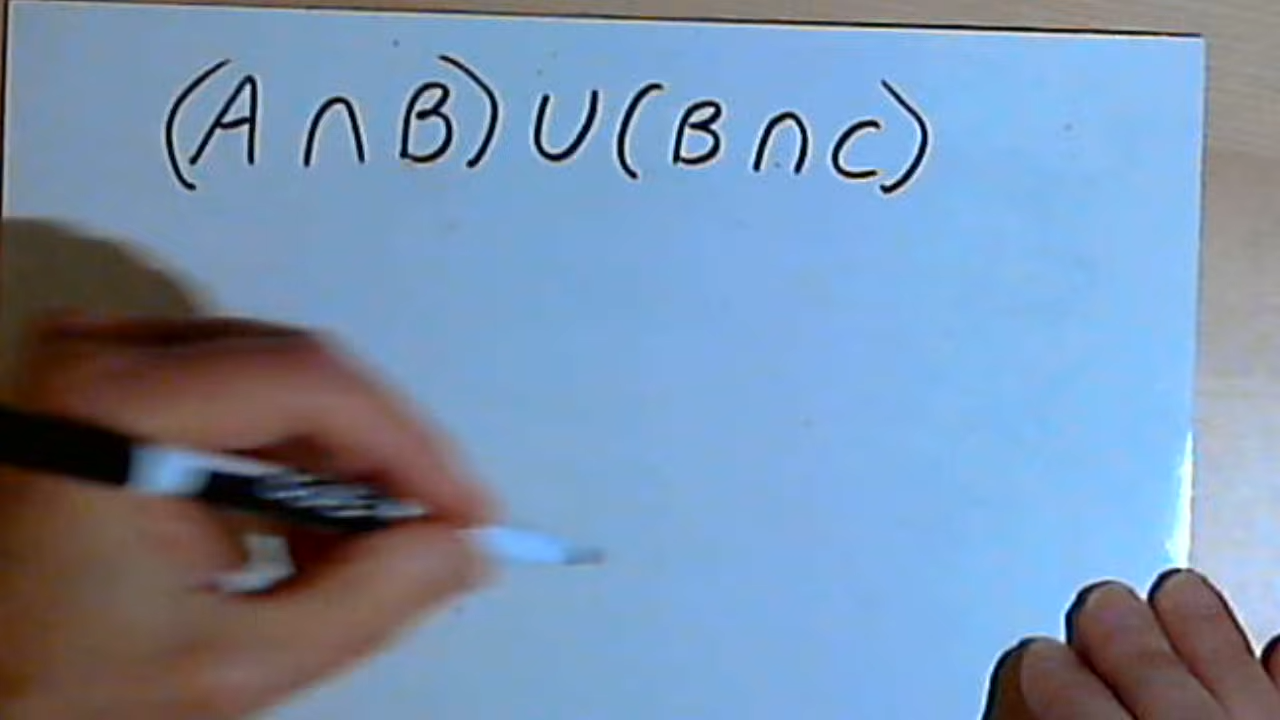 (A ∩ B) ∪ (B ∩ C)